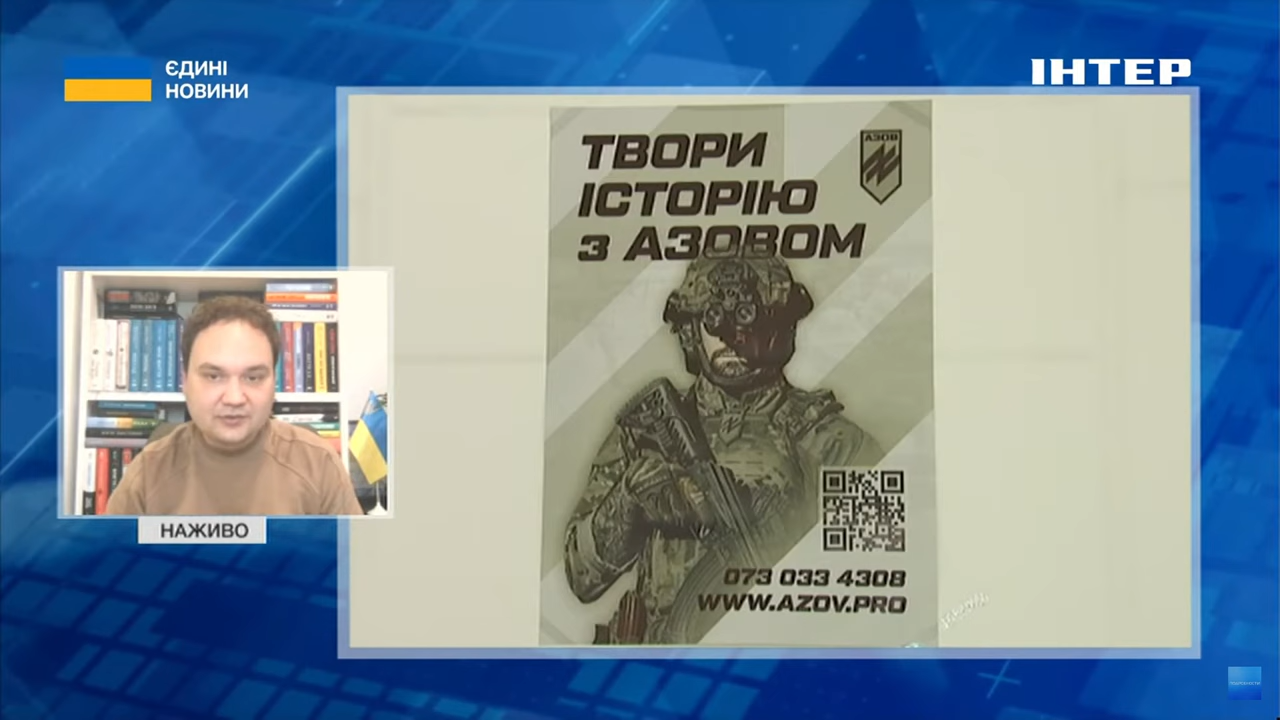 ЄДИНІ
НОВИНИ
ІНТЕР
ТВОРИ
ІСТОРІЮ
з АЗОВОМ
АЗОВ
073 033 4308
WWW.AZOV.PRO
НАЖИВО